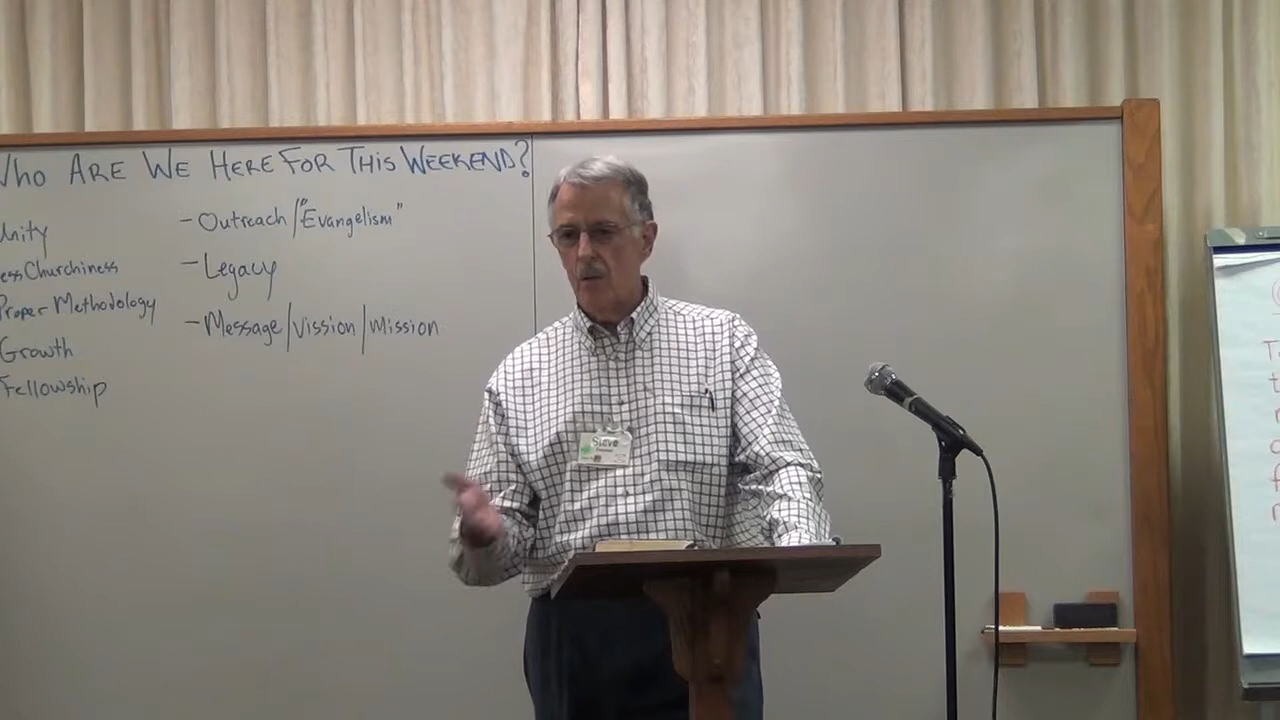 Who ARE WE HERE FOR THIS WEEKEND?
Unity
ess Churchiness
Proper Methodology
Growth
Fellowship
- Outreach/"Evangelism"
- Legacy
- Message/Vission/Mission
Steve